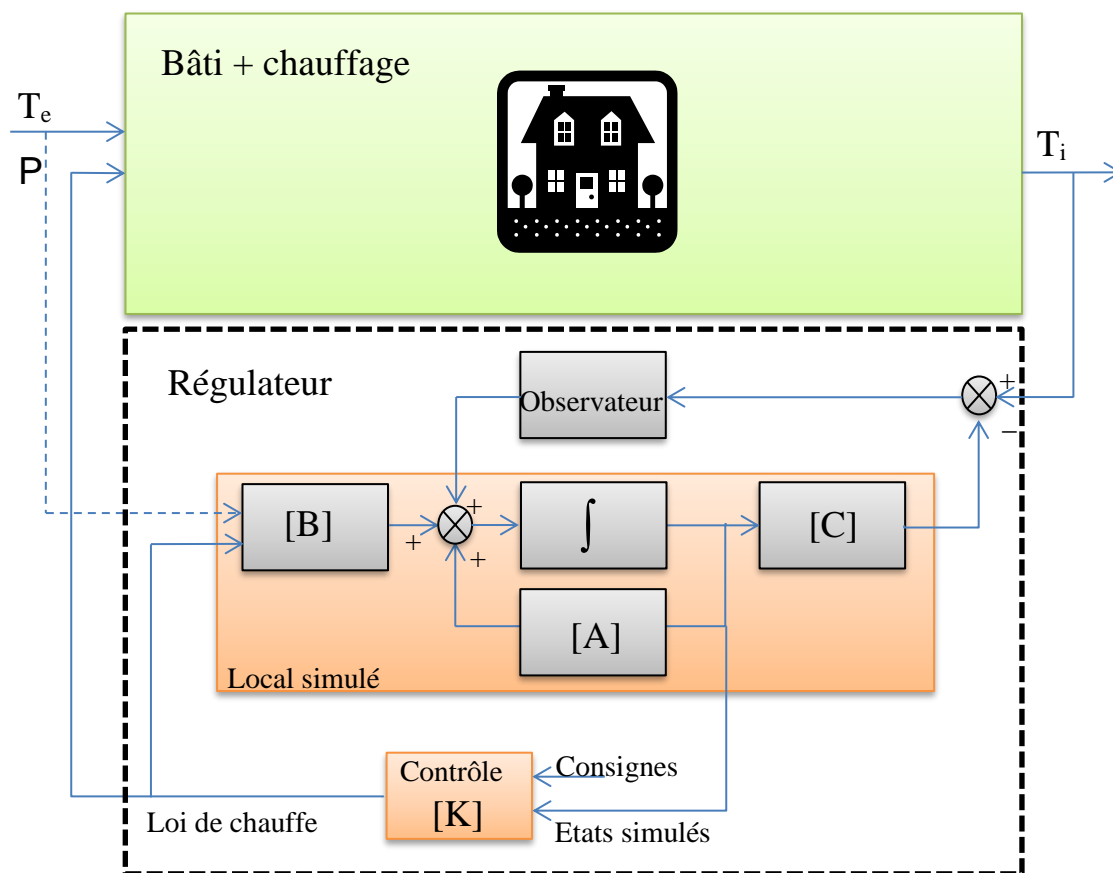 Bâti + chauffage
Te
P
Ti
Régulateur
Observateur
+
−
[B]
+
+
+
∫
[C]
[A]
Local simulé
Contrôle
[K]
Consignes
Etats simulés
Loi de chauffe